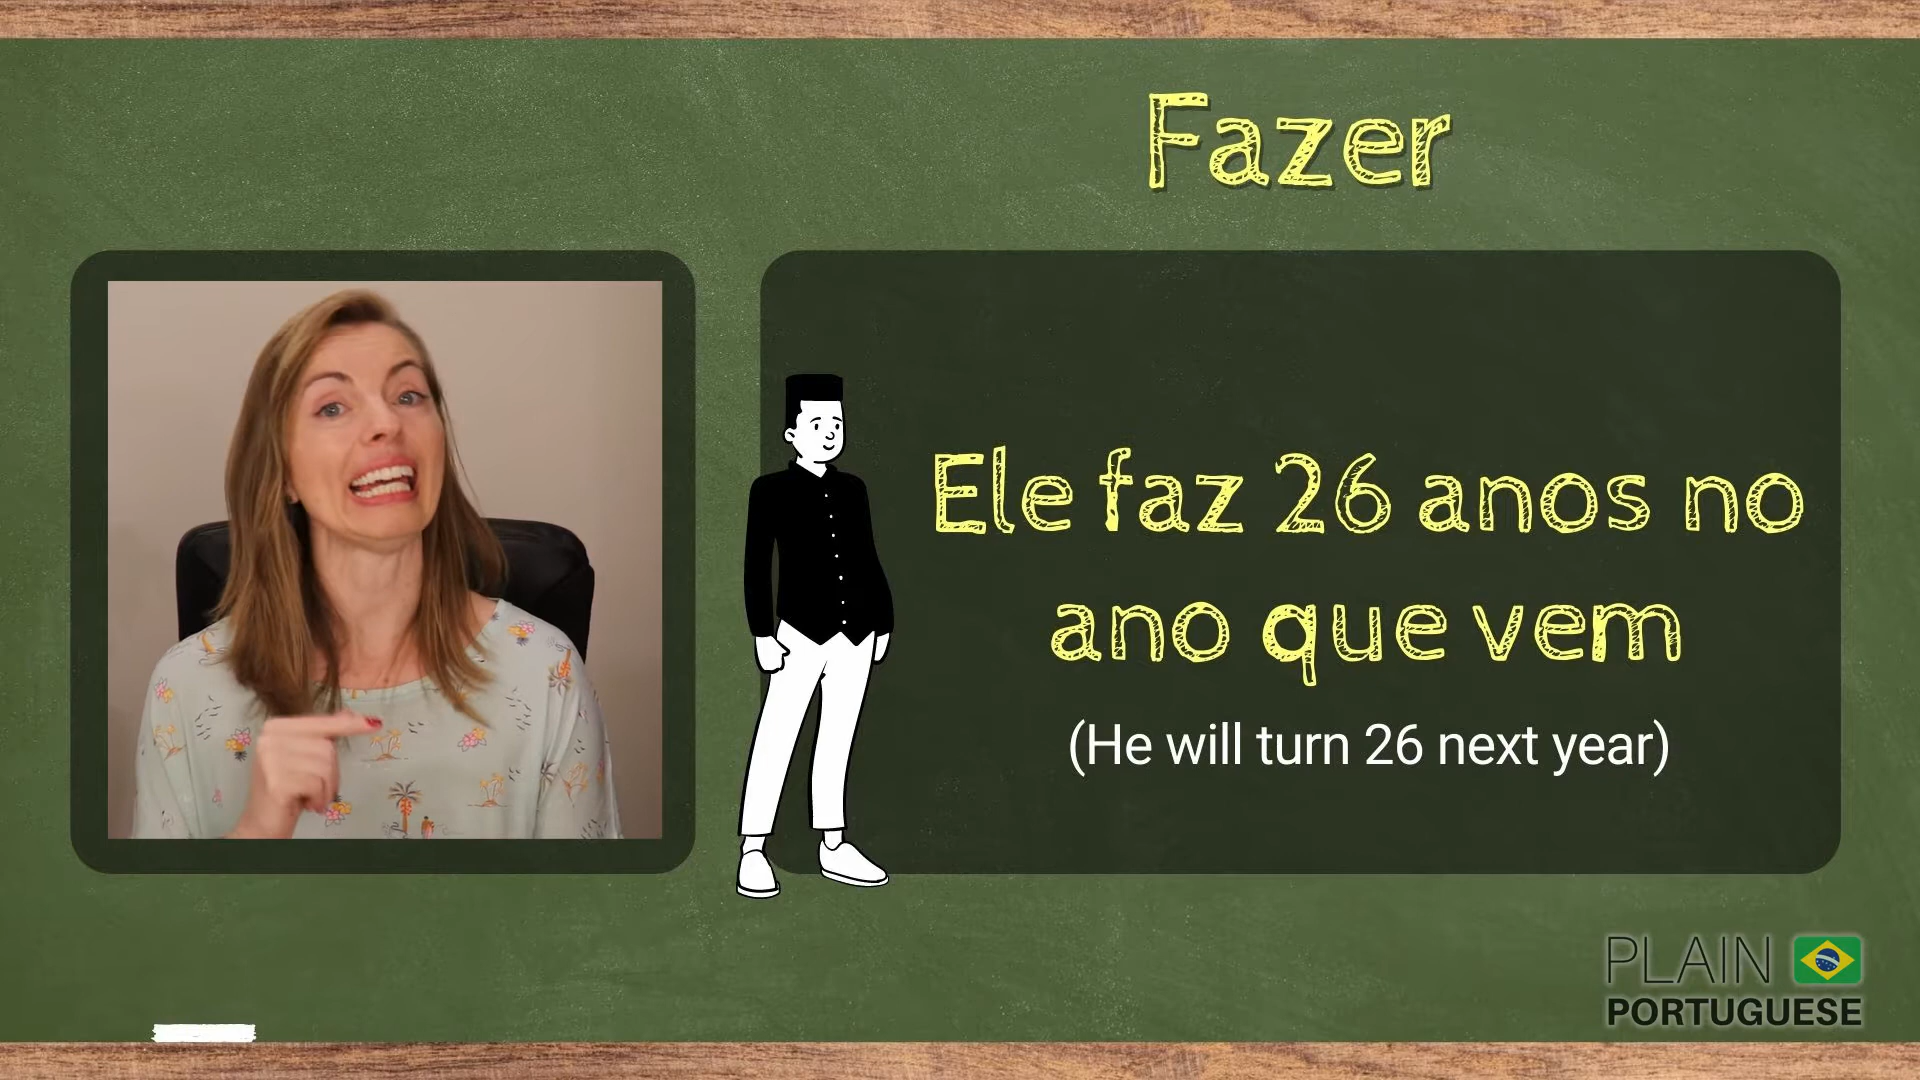 Fazer
Ele faz 26 anos no
ano que vem
(He will turn 26 next year)
PLAIN
PORTUGUESE